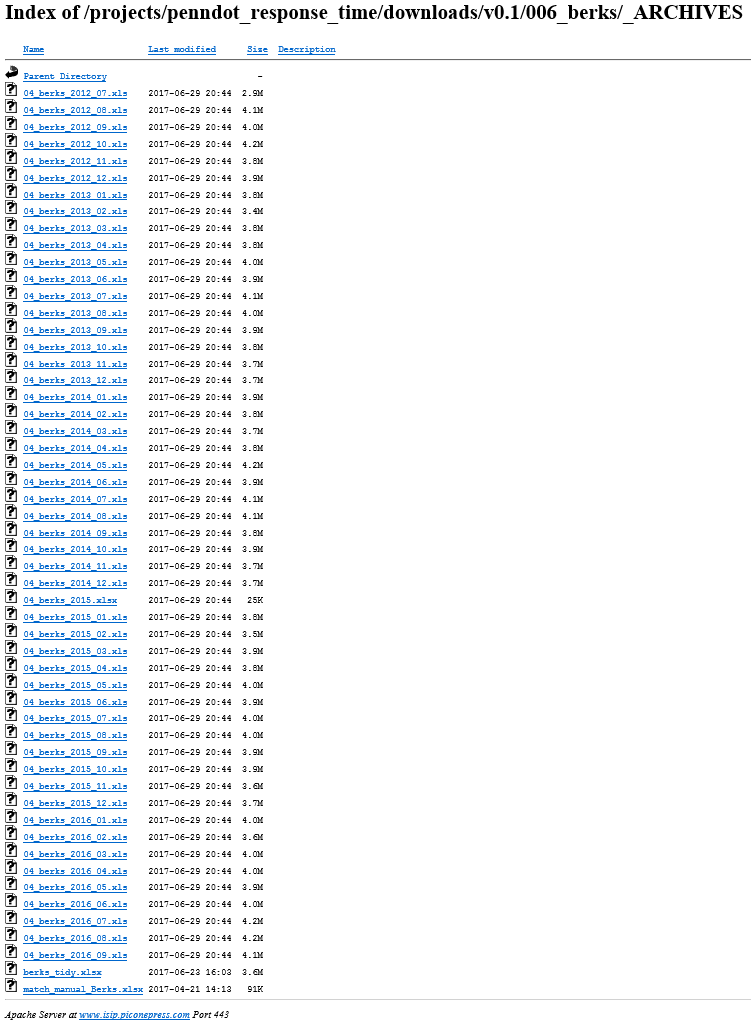 Index of /projects/penndot_response_time/downloads/v0.1/006_berks/_ARCHIVES
Name Last modified Size Description
Parent Directory -
04_berks_2012_07.xls 2017-06-29 20:44 2.9M
04_berks_2012_08.xls 2017-06-29 20:44 4.1M
04_berks_2012_09.xls 2017-06-29 20:44 4.0M
04_berks_2012_10.xls 2017-06-29 20:44 4.2M
04_berks_2012_11.xls 2017-06-29 20:44 3.8M
04_berks_2012_12.xls 2017-06-29 20:44 3.9M
04_berks_2013_01.xls 2017-06-29 20:44 3.8M
04_berks_2013_02.xls 2017-06-29 20:44 3.4M
04_berks_2013_03.xls 2017-06-29 20:44 3.8M
04_berks_2013_04.xls 2017-06-29 20:44 3.8M
04_berks_2013_05.xls 2017-06-29 20:44 4.0M
04_berks_2013_06.xls 2017-06-29 20:44 3.9M
04_berks_2013_07.xls 2017-06-29 20:44 4.1M
04_berks_2013_08.xls 2017-06-29 20:44 4.0M
04_berks_2013_09.xls 2017-06-29 20:44 3.9M
04_berks_2013_10.xls 2017-06-29 20:44 3.8M
04_berks_2013_11.xls 2017-06-29 20:44 3.7M
04_berks_2013_12.xls 2017-06-29 20:44 3.7M
04_berks_2014_01.xls 2017-06-29 20:44 3.9M
04_berks_2014_02.xls 2017-06-29 20:44 3.8M
04_berks_2014_03.xls 2017-06-29 20:44 3.7M
04_berks_2014_04.xls 2017-06-29 20:44 3.8M
04_berks_2014_05.xls 2017-06-29 20:44 4.2M
04_berks_2014_06.xls 2017-06-29 20:44 3.9M
04_berks_2014_07.xls 2017-06-29 20:44 4.1M
04_berks_2014_08.xls 2017-06-29 20:44 4.1M
04_berks_2014_09.xls 2017-06-29 20:44 3.8M
04_berks_2014_10.xls 2017-06-29 20:44 3.9M
04_berks_2014_11.xls 2017-06-29 20:44 3.7M
04_berks_2014_12.xls 2017-06-29 20:44 3.7M
04_berks_2015.xlsx 2017-06-29 20:44 25K
04_berks_2015_01.xls 2017-06-29 20:44 3.8M
04_berks_2015_02.xls 2017-06-29 20:44 3.5M
04_berks_2015_03.xls 2017-06-29 20:44 3.9M
04_berks_2015_04.xls 2017-06-29 20:44 3.8M
04_berks_2015_05.xls 2017-06-29 20:44 4.0M
04_berks_2015_06.xls 2017-06-29 20:44 3.9M
04_berks_2015_07.xls 2017-06-29 20:44 4.0M
04_berks_2015_08.xls 2017-06-29 20:44 4.0M
04_berks_2015_09.xls 2017-06-29 20:44 3.9M
04_berks_2015_10.xls 2017-06-29 20:44 3.9M
04_berks_2015_11.xls 2017-06-29 20:44 3.6M
04_berks_2015_12.xls 2017-06-29 20:44 3.7M
04_berks_2016_01.xls 2017-06-29 20:44 4.0M
04_berks_2016_02.xls 2017-06-29 20:44 3.6M
04_berks_2016_03.xls 2017-06-29 20:44 4.0M
04_berks_2016_04.xls 2017-06-29 20:44 4.0M
04_berks_2016_05.xls 2017-06-29 20:44 3.9M
04_berks_2016_06.xls 2017-06-29 20:44 4.0M
04_berks_2016_07.xls 2017-06-29 20:44 4.2M
04_berks_2016_08.xls 2017-06-29 20:44 4.2M
04_berks_2016_09.xls 2017-06-29 20:44 4.1M
berks_tidy.xlsx 2017-06-23 16:03 3.6M
match_manual_Berks.xlsx 2017-04-21 14:13 91K
Apache Server at www.isip.piconepress.com Port 443